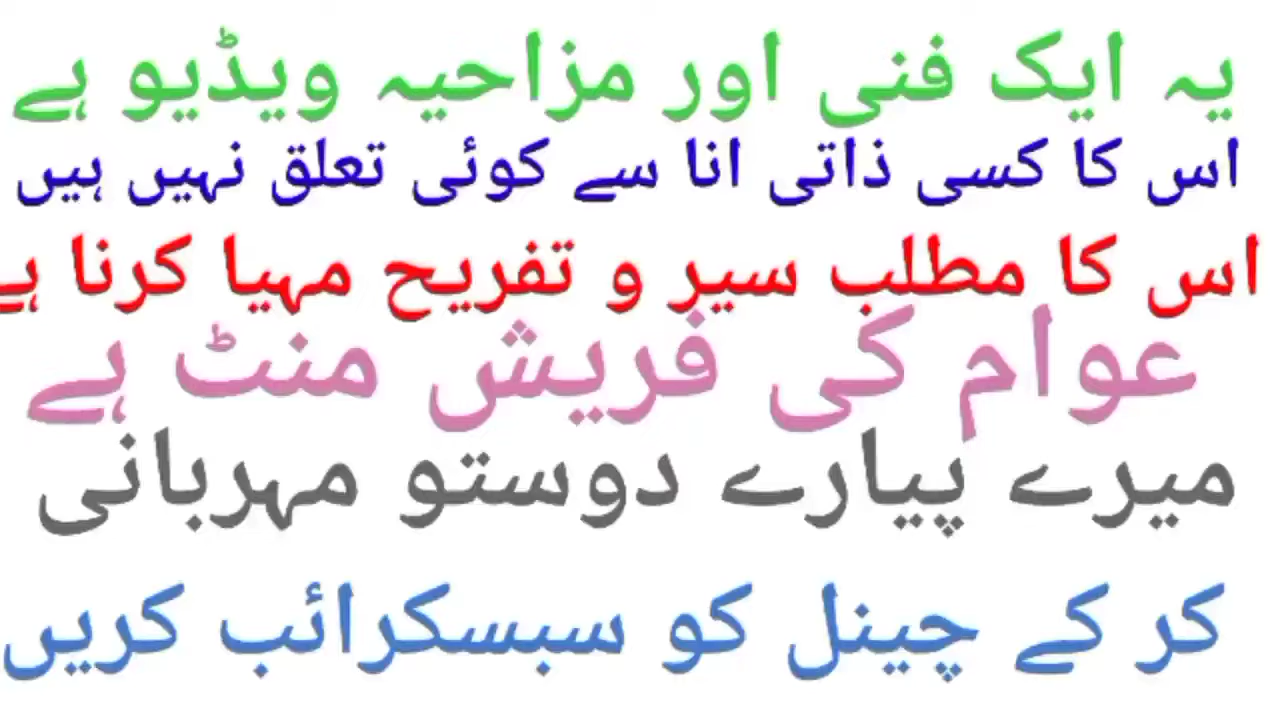 یہ ایک فنی اور مزاحیہ ویڈیو ہے
اس کا کسی ذاتی انا سے کوئی تعلق نہیں ہیں
اس کا مطلب سیر و تفریح مہیا کرنا ہے
عوام کی فریش منٹ ہے
میرے پیارے دوستو مہربانی
کر کے چینل کو سبسکرائب کریں